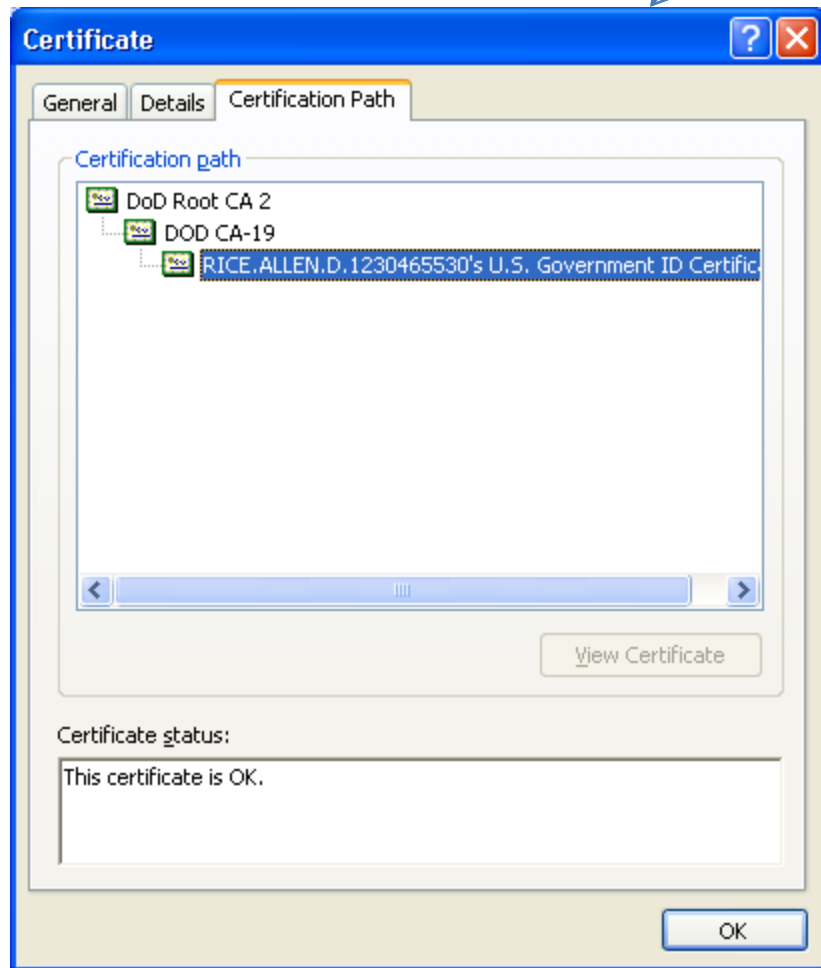 Certificate
General Details Certification Path
Certification path
DoD Root CA 2
DOD CA-19
RICE.ALLEN.D.1230465530's U.S. Government ID Certific
View Certificate
Certificate status:
This certificate is OK.
OK